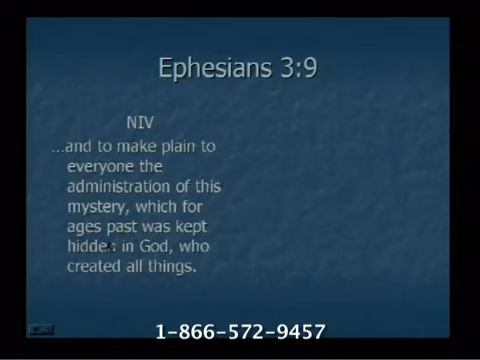 Ephesians 3:9
NIV
...and to make plain to
everyone the
administration of this
mystery, which for
ages past was kept
hidden in God, who
created all things.
1-866-572-9457